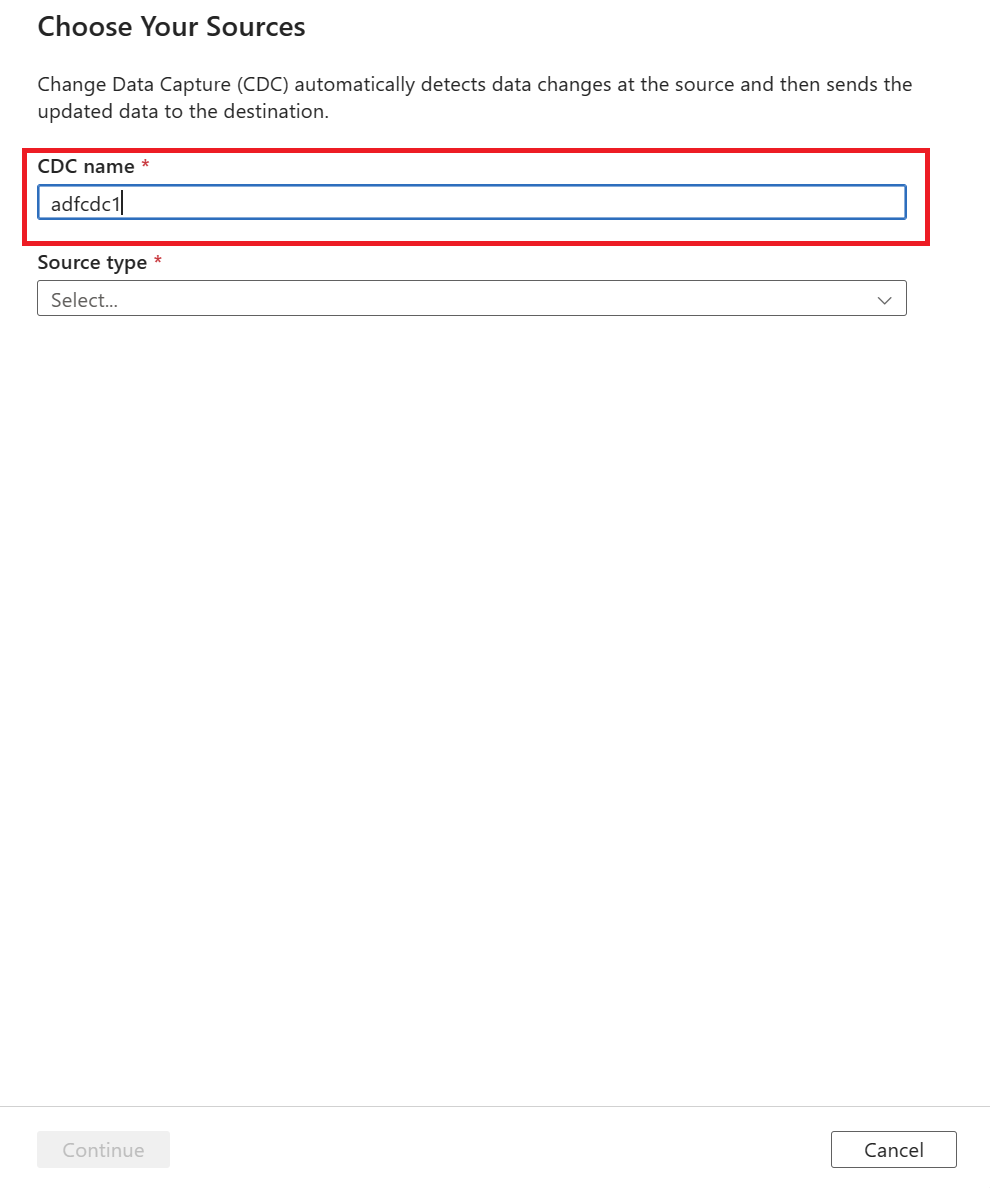 Choose Your Sources
Change Data Capture (CDC) automatically detects data changes at the source and then sends the
updated data to the destination.
CDC name *
adfcdc1
Source type *
Select...
Continue
Cancel